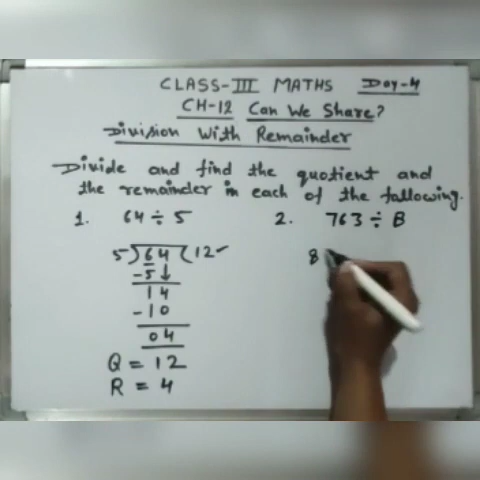 CLASS-III MATHS Day-4
CH-12 Can We Share?
Division With Remainder
Divide and find the quotient and
the remainder in each of the following.
1. 64 ÷ 5 2. 763 ÷ 8
5)64(12✓ 8
-5↓
14
-10
04
Q = 12
R = 4